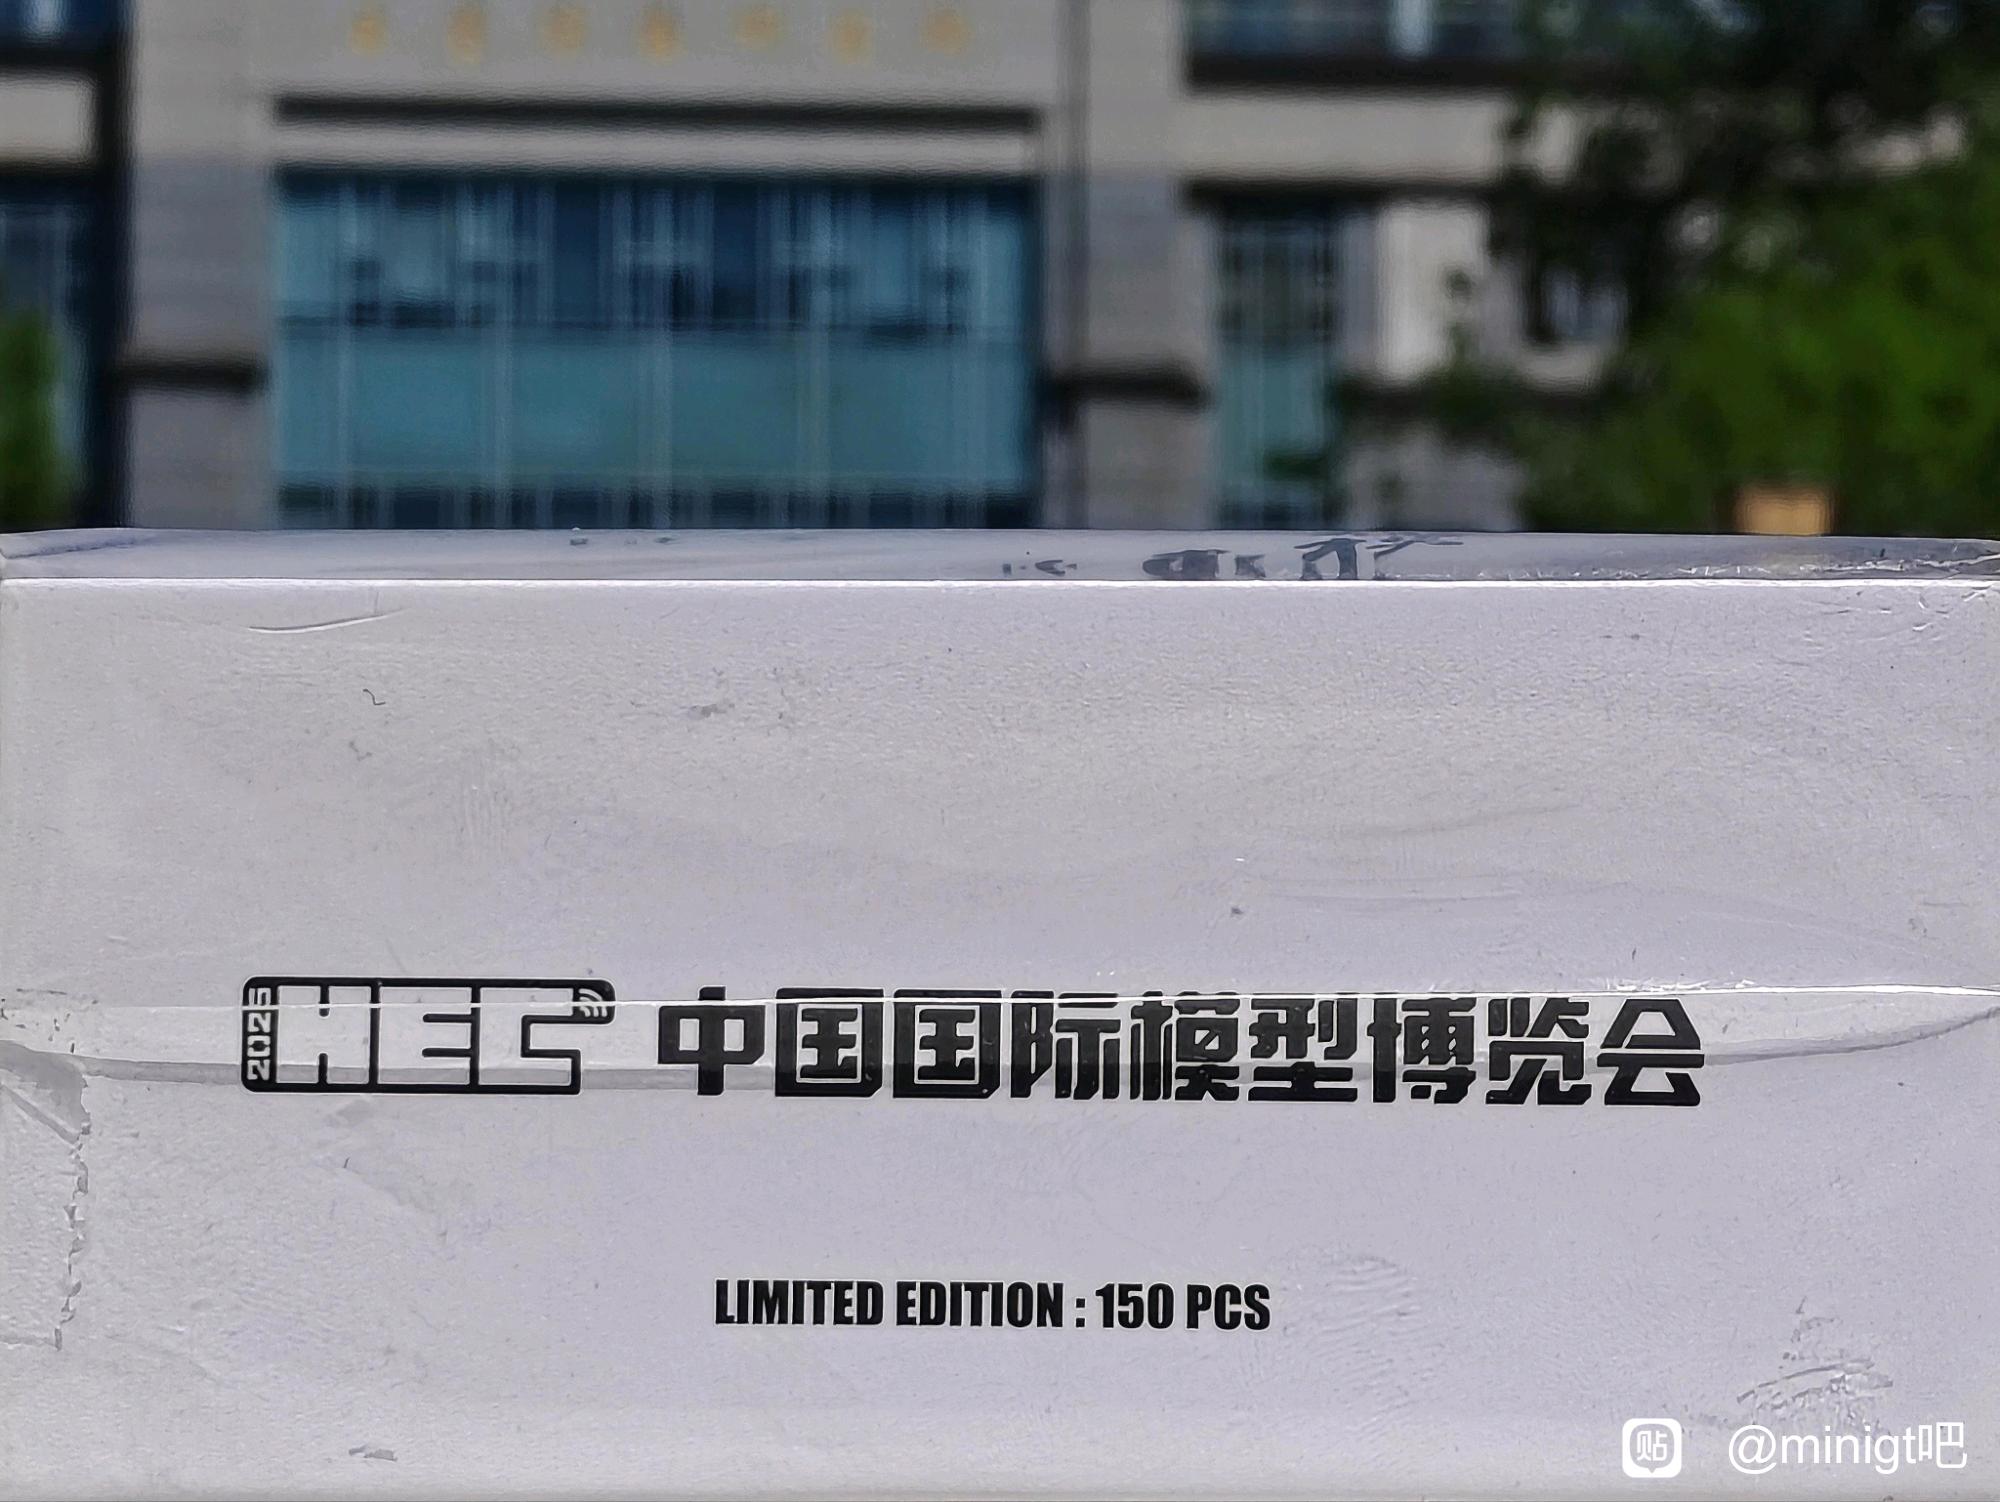 2025 HEC 中国国际模型博览会
LIMITED EDITION : 150 PCS
贴 @minigt吧